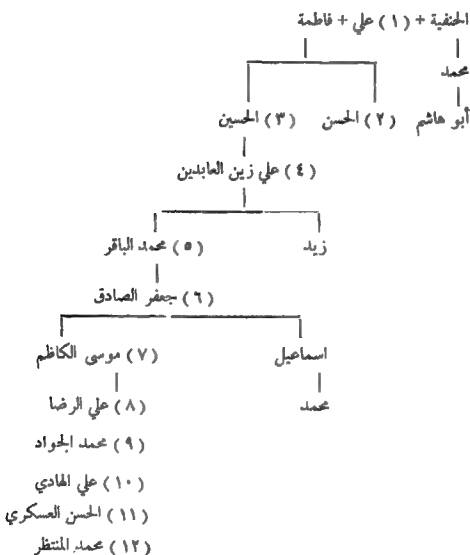 الحنفية + ( ١ ) علي + فاطمة
محمد
أبو هاشم ( ٢ ) الحسن ( ٣ ) الحسين
( ٤ ) علي زين العابدين
زيد ( ٥ ) محمد الباقر
( ٦ ) جعفر الصادق
اسماعيل ( ٧ ) موسى الكاظم
محمد ( ٨ ) علي الرضا
( ٩ ) محمد الجواد
( ١٠ ) علي الهادي
( ١١ ) الحسن العسكري
( ١٢ ) محمد المنتظر